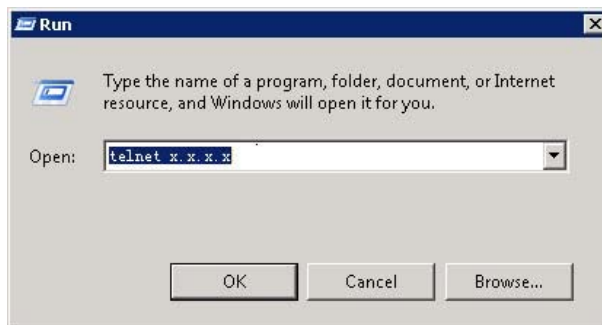 Run
Type the name of a program, folder, document, or Internet
resource, and Windows will open it for you.
Open: telnet x.x.x.x
OK Cancel Browse...